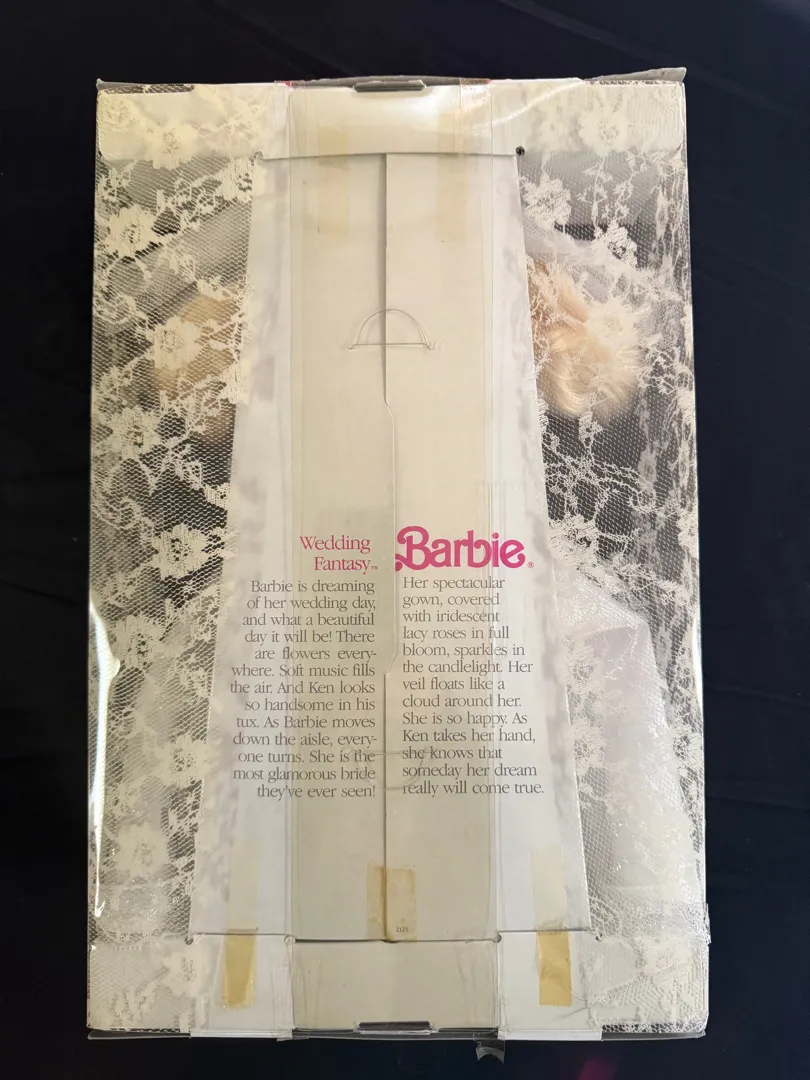 Wedding
Fantasy™
Barbie is dreaming
of her wedding day,
and what a beautiful
day it will be! There
are flowers every-
where. Soft music fills
the air. And Ken looks
so handsome in his
tux. As Barbie moves
down the aisle, every-
one turns. She is the
most glamorous bride
they've ever seen!
Barbie®
Her spectacular
gown, covered
with iridescent
lacy roses in full
bloom, sparkles in
the candlelight. Her
veil floats like a
cloud around her.
She is so happy. As
Ken takes her hand,
she knows that
someday her dream
really will come true.
2125